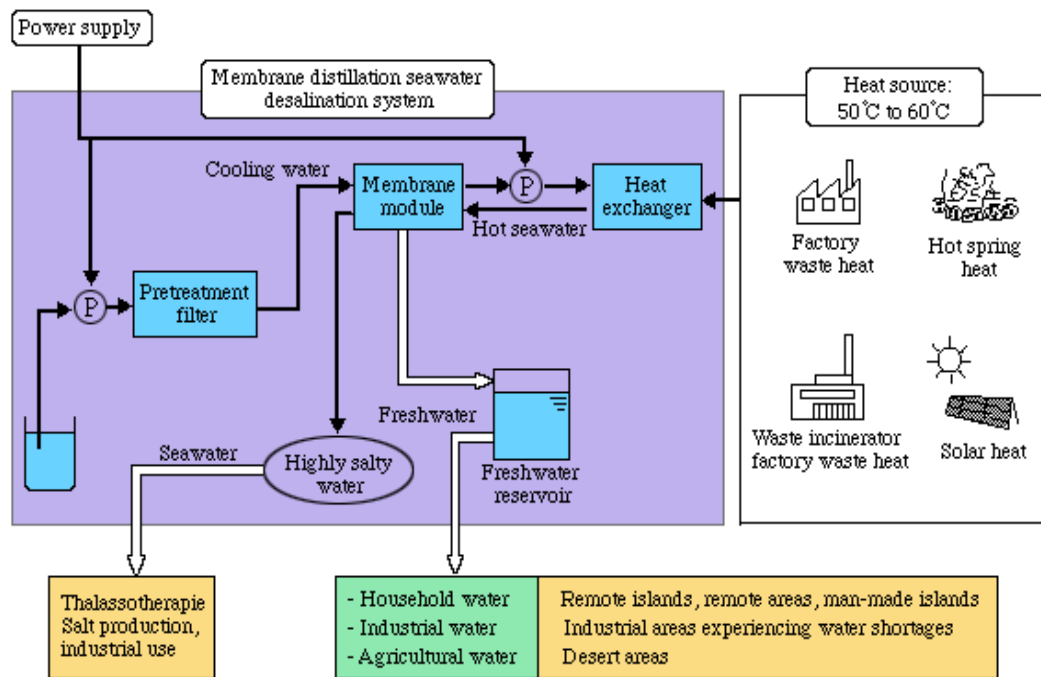 Power supply
Membrane distillation seawater
desalination system
Heat source:
50°C to 60°C
Cooling water
Membrane
module
P
Heat
exchanger
Hot seawater
Factory
waste heat
Hot spring
heat
P
Pretreatment
filter
Freshwater
Waste incinerator
factory waste heat
Solar heat
Seawater
Highly salty
water
Freshwater
reservoir
Thalassotherapie
Salt production,
industrial use
- Household water
- Industrial water
- Agricultural water
Remote islands, remote areas, man-made islands
Industrial areas experiencing water shortages
Desert areas